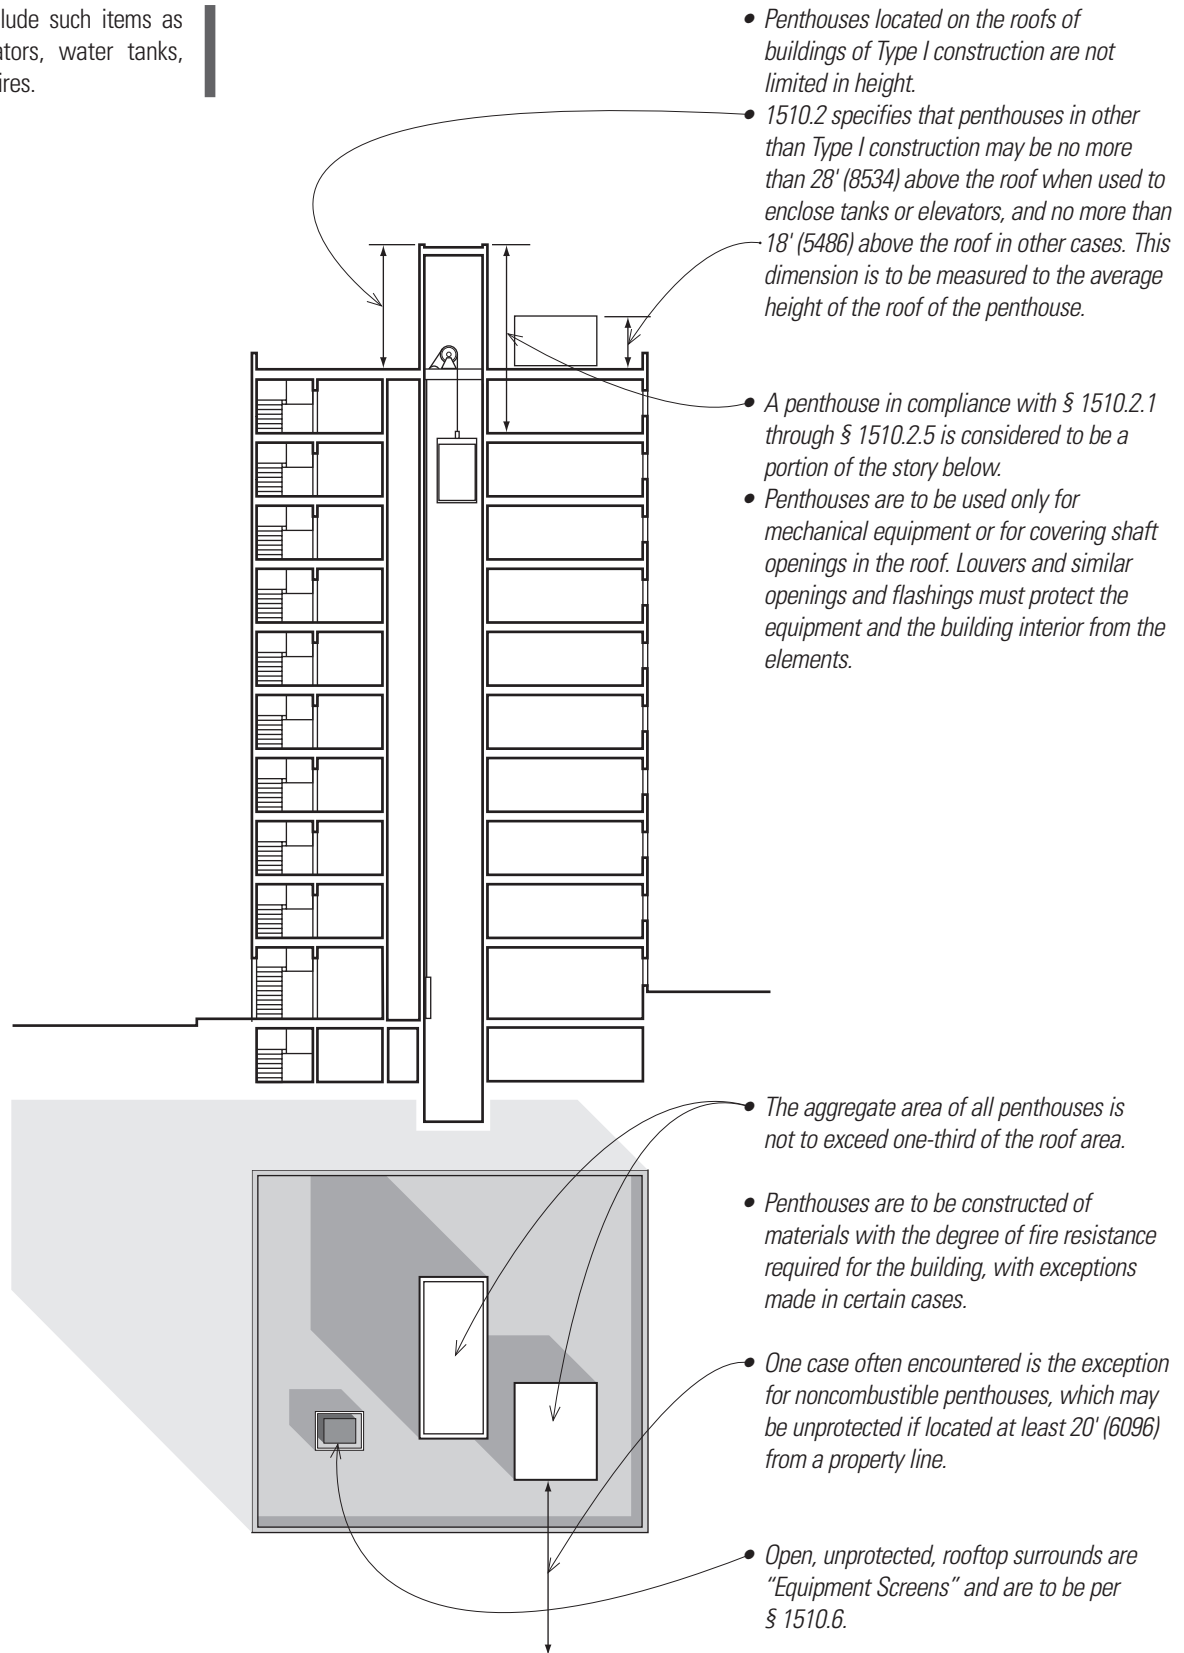 lude such items as
ators, water tanks,
ires.
• Penthouses located on the roofs of
buildings of Type I construction are not
limited in height.
• 1510.2 specifies that penthouses in other
than Type I construction may be no more
than 28' (8534) above the roof when used to
enclose tanks or elevators, and no more than
18' (5486) above the roof in other cases. This
dimension is to be measured to the average
height of the roof of the penthouse.
• A penthouse in compliance with § 1510.2.1
through § 1510.2.5 is considered to be a
portion of the story below.
• Penthouses are to be used only for
mechanical equipment or for covering shaft
openings in the roof. Louvers and similar
openings and flashings must protect the
equipment and the building interior from the
elements.
• The aggregate area of all penthouses is
not to exceed one-third of the roof area.
• Penthouses are to be constructed of
materials with the degree of fire resistance
required for the building, with exceptions
made in certain cases.
• One case often encountered is the exception
for noncombustible penthouses, which may
be unprotected if located at least 20' (6096)
from a property line.
• Open, unprotected, rooftop surrounds are
“Equipment Screens” and are to be per
§ 1510.6.